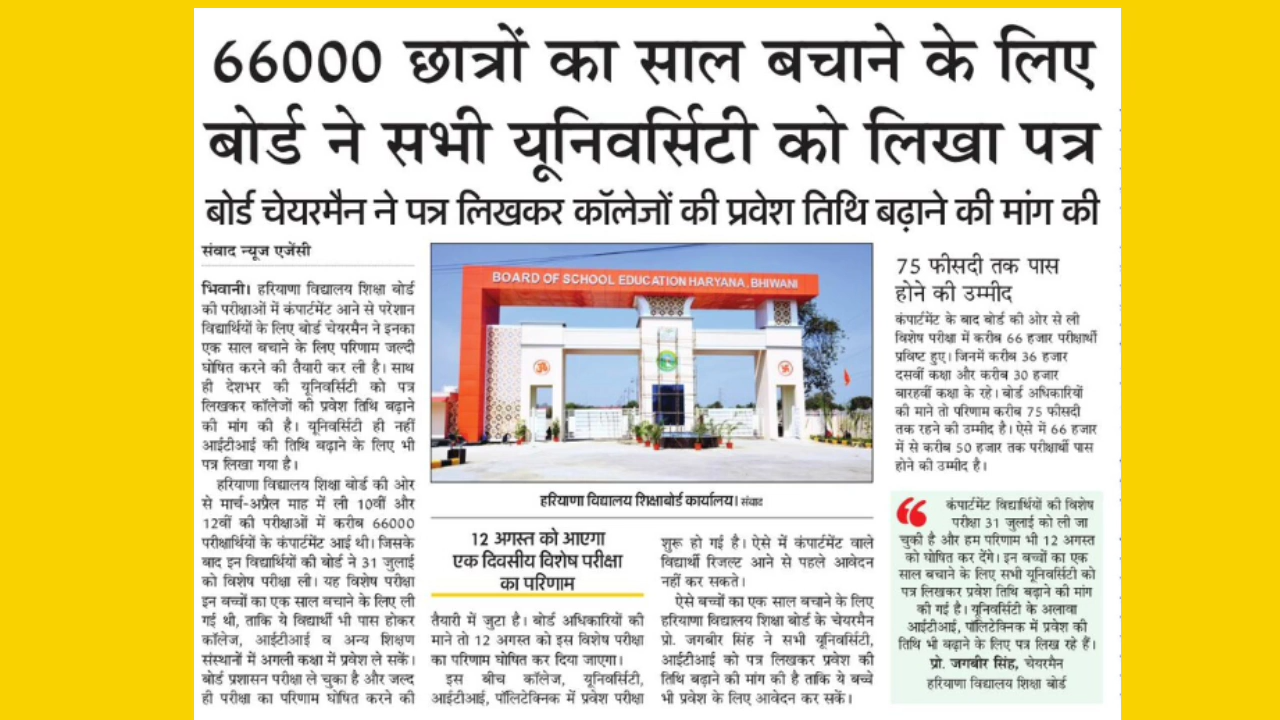 66000 छात्रों का साल बचाने के लिए
बोर्ड ने सभी यूनिवर्सिटी को लिखा पत्र
बोर्ड चेयरमैन ने पत्र लिखकर कॉलेजों की प्रवेश तिथि बढ़ाने की मांग की
संवाद न्यूज एजेंसी
भिवानी। हरियाणा विद्यालय शिक्षा बोर्ड
की परीक्षाओं में कंपार्टमेंट आने से परेशान
विद्यार्थियों के लिए बोर्ड चेयरमैन ने इनका
एक साल बचाने के लिए परिणाम जल्दी
घोषित करने की तैयारी कर ली है। साथ
ही देशभर की यूनिवर्सिटी को पत्र
लिखकर कॉलेजों की प्रवेश तिथि बढ़ाने
की मांग की है। यूनिवर्सिटी ही नहीं
आईटीआई की तिथि बढ़ाने के लिए भी
पत्र लिखा गया है।
हरियाणा विद्यालय शिक्षा बोर्ड की ओर
से मार्च-अप्रैल माह में ली 10वीं और
12वीं की परीक्षाओं में करीब 66000
परीक्षार्थियों के कंपार्टमेंट आई थी। जिसके
बाद इन विद्यार्थियों की बोर्ड ने 31 जुलाई
को विशेष परीक्षा ली। यह विशेष परीक्षा
इन बच्चों का एक साल बचाने के लिए ली
गई थी, ताकि ये विद्यार्थी भी पास होकर
कॉलेज, आईटीआई व अन्य शिक्षण
संस्थानों में अगली कक्षा में प्रवेश ले सकें।
बोर्ड प्रशासन परीक्षा ले चुका है और जल्द
ही परीक्षा का परिणाम घोषित करने की
BOARD OF SCHOOL EDUCATION HARYANA, BHIWANI
हरियाणा विद्यालय शिक्षाबोर्ड कार्यालय। संवाद
12 अगस्त को आएगा
एक दिवसीय विशेष परीक्षा
का परिणाम
तैयारी में जुटा है। बोर्ड अधिकारियों की
माने तो 12 अगस्त को इस विशेष परीक्षा
का परिणाम घोषित कर दिया जाएगा।
इस बीच कॉलेज, यूनिवर्सिटी,
आईटीआई, पॉलिटेक्निक में प्रवेश परीक्षा
शुरू हो गई है। ऐसे में कंपार्टमेंट वाले
विद्यार्थी रिजल्ट आने से पहले आवेदन
नहीं कर सकते।
ऐसे बच्चों का एक साल बचाने के लिए
हरियाणा विद्यालय शिक्षा बोर्ड के चेयरमैन
प्रो. जगबीर सिंह ने सभी यूनिवर्सिटी,
आईटीआई को पत्र लिखकर प्रवेश की
तिथि बढ़ाने की मांग की है ताकि ये बच्चे
भी प्रवेश के लिए आवेदन कर सकें।
75 फीसदी तक पास
होने की उम्मीद
कंपार्टमेंट के बाद बोर्ड की ओर से ली
विशेष परीक्षा में करीब 66 हजार परीक्षार्थी
प्रविष्ट हुए। जिनमें करीब 36 हजार
दसवीं कक्षा और करीब 30 हजार
बारहवीं कक्षा के रहे। बोर्ड अधिकारियों
की माने तो परिणाम करीब 75 फीसदी
तक रहने की उम्मीद है। ऐसे में 66 हजार
में से करीब 50 हजार तक परीक्षार्थी पास
होने की उम्मीद है।
कंपार्टमेंट विद्यार्थियों की विशेष
परीक्षा 31 जुलाई को ली जा
चुकी है और हम परिणाम भी 12 अगस्त
को घोषित कर देंगे। इन बच्चों का एक
साल बचाने के लिए सभी यूनिवर्सिटी को
पत्र लिखकर प्रवेश तिथि बढ़ाने की मांग
की गई है। यूनिवर्सिटी के अलावा
आईटीआई, पॉलिटेक्निक में प्रवेश की
तिथि भी बढ़ाने के लिए पत्र लिख रहे हैं।
प्रो. जगबीर सिंह, चेयरमैन
हरियाणा विद्यालय शिक्षा बोर्ड